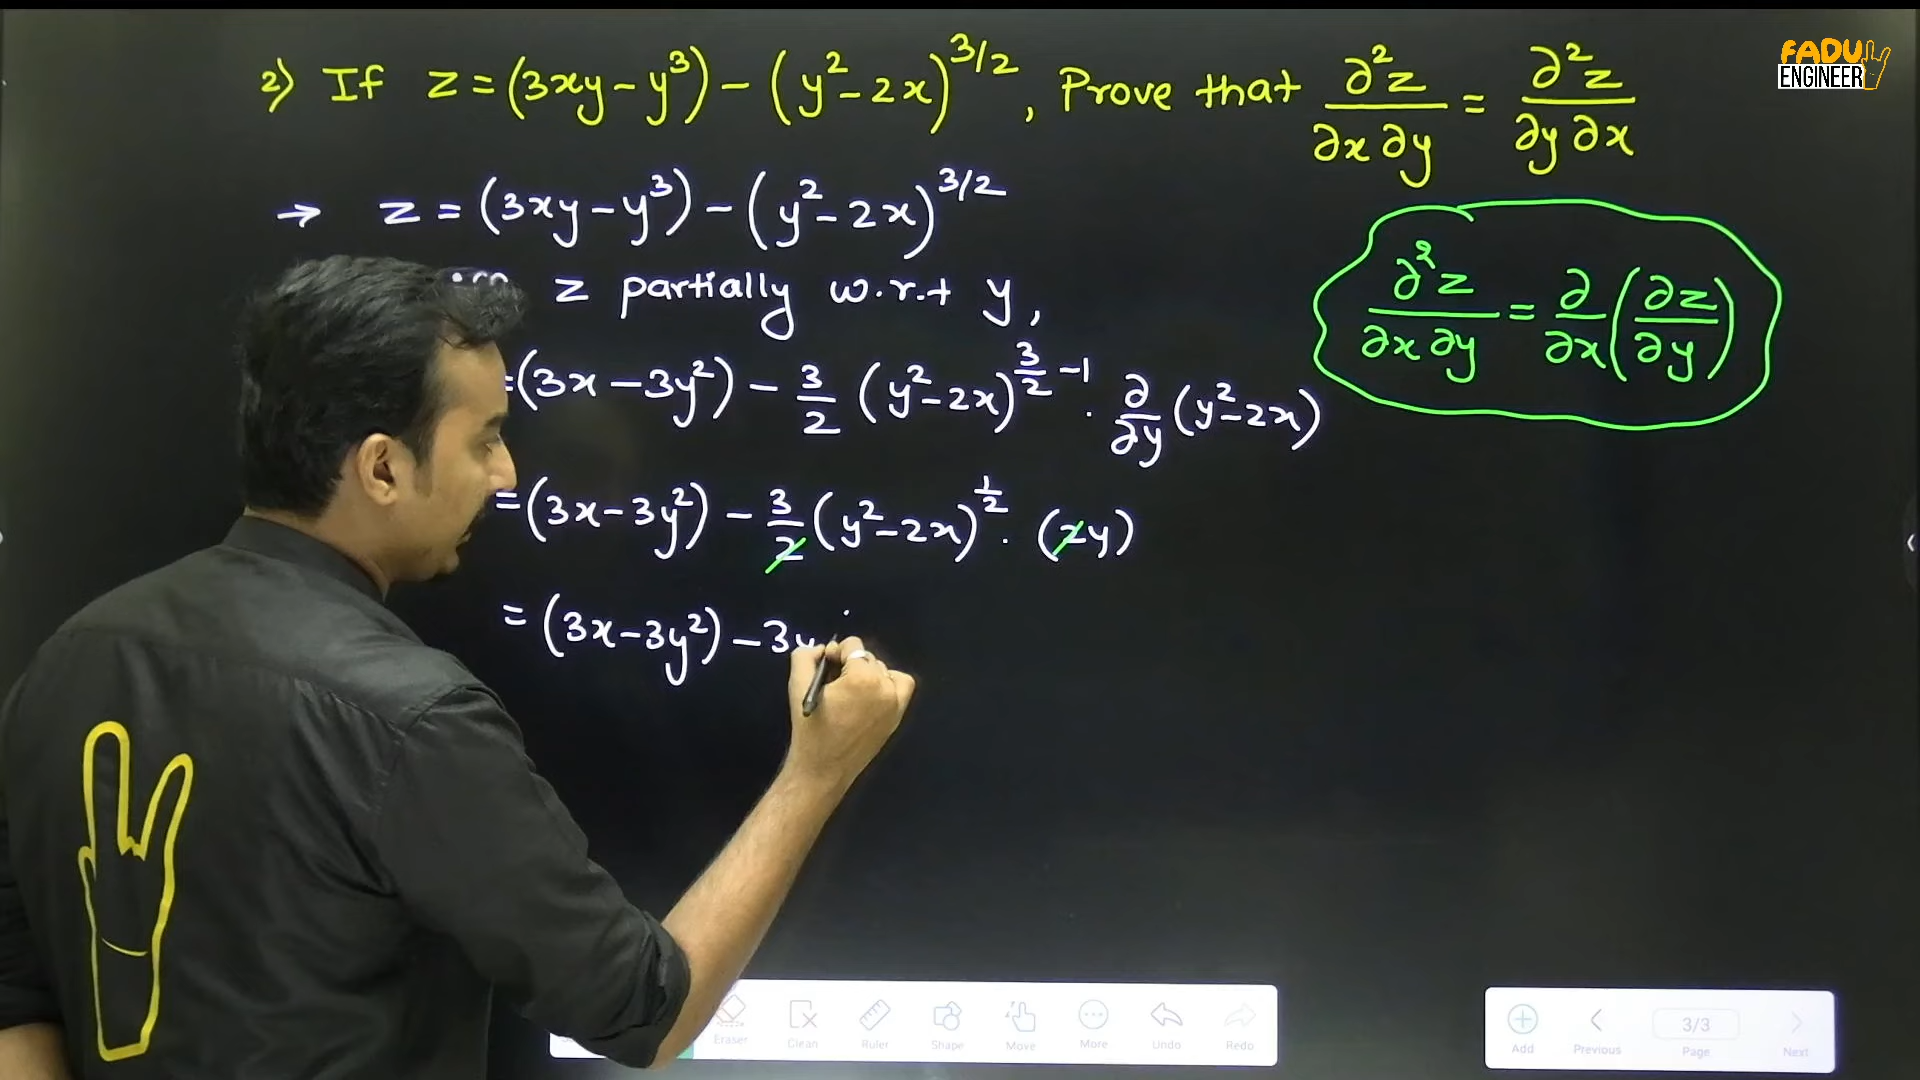 2) If z = (3xy - y³) - (y² - 2x)^3/2, Prove that ∂²z/∂x∂y = ∂²z/∂y∂x
→ z = (3xy - y³) - (y² - 2x)^3/2
z partially w.r.t y,
∂²z/∂x∂y = ∂/∂x(∂z/∂y)
= (3x - 3y²) - 3/2 (y² - 2x)^(3/2 - 1) · ∂/∂y (y² - 2x)
= (3x - 3y²) - 3/2 (y² - 2x)^1/2 · (2y)
= (3x - 3y²) - 3y
FADU
ENGINEER
Eraser Clean Ruler Shape Move More Undo Redo
Add Previous 3/3 Page Next